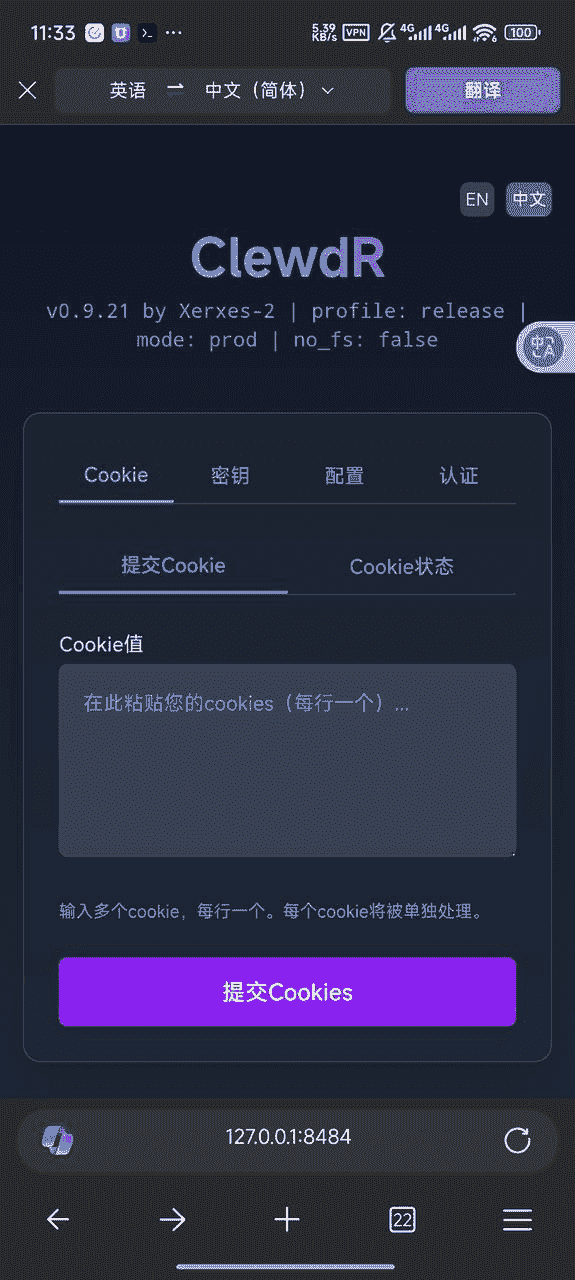 11:33
5.39 KB/s VPN 4G 4G 6 100
英语 中文（简体） 翻译
EN 中文
ClewdR
v0.9.21 by Xerxes-2 | profile: release |
mode: prod | no_fs: false
中 A
Cookie 密钥 配置 认证
提交Cookie Cookie状态
Cookie值
在此粘贴您的cookies（每行一个）...
输入多个cookie，每行一个。每个cookie将被单独处理。
提交Cookies
127.0.0.1:8484
22